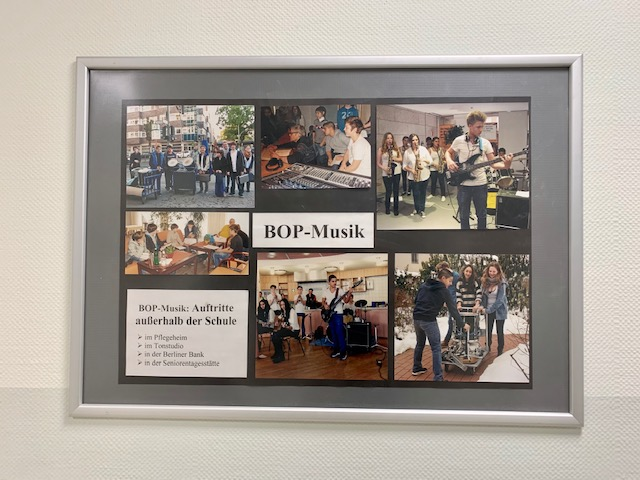 BOP-Musik
BOP-Musik: Auftritte
außerhalb der Schule
➢ im Pflegeheim
➢ im Tonstudio
➢ in der Berliner Bank
➢ in der Seniorentagesstätte